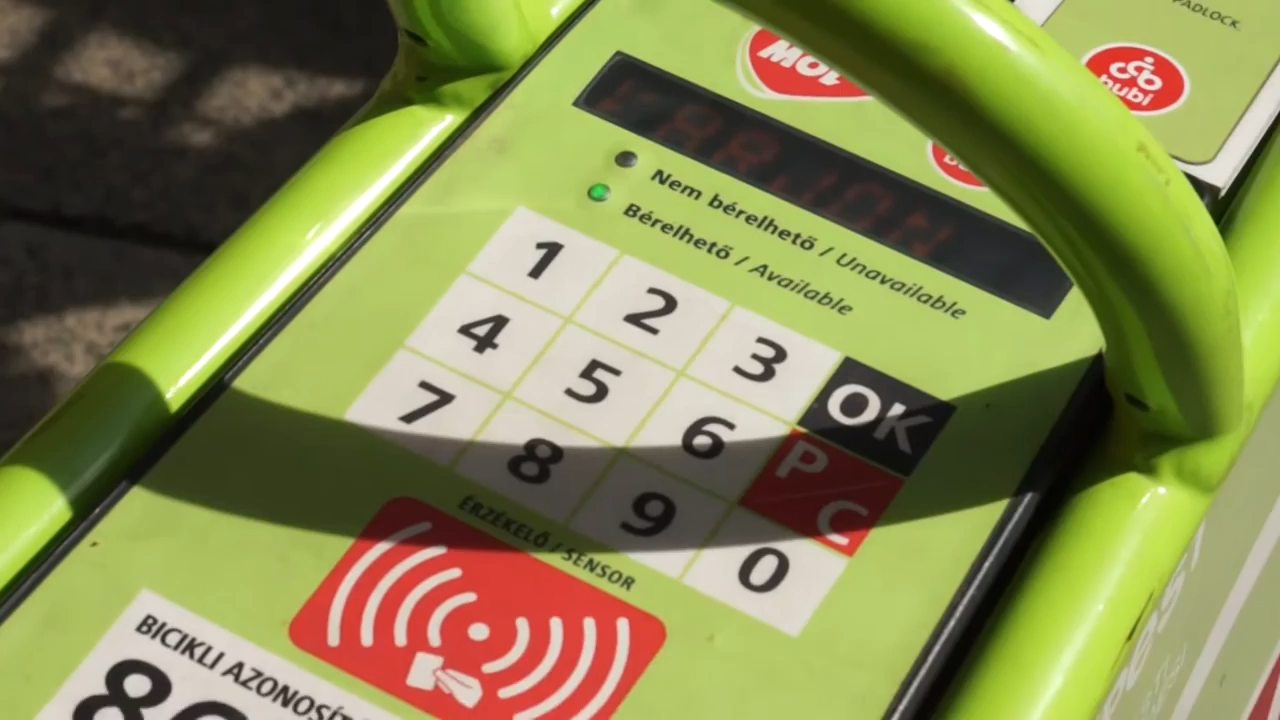 PADLOCK.
MOL
bubi
Nem bérelhető / Unavailable
Bérelhető / Available
1 2 3 OK
4 5 6 P
C
7 8 9 0
ÉRZÉKELŐ / SENSOR
BICIKLI